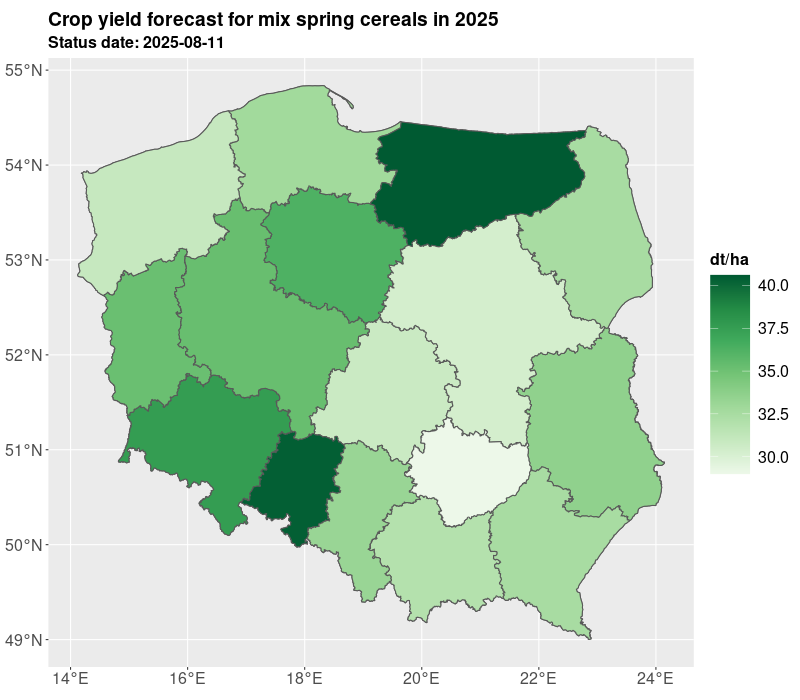 Crop yield forecast for mix spring cereals in 2025
Status date: 2025-08-11
55°N
54°N
53°N
52°N
51°N
50°N
49°N
14°E
16°E
18°E
20°E
22°E
24°E
dt/ha
40.0
37.5
35.0
32.5
30.0